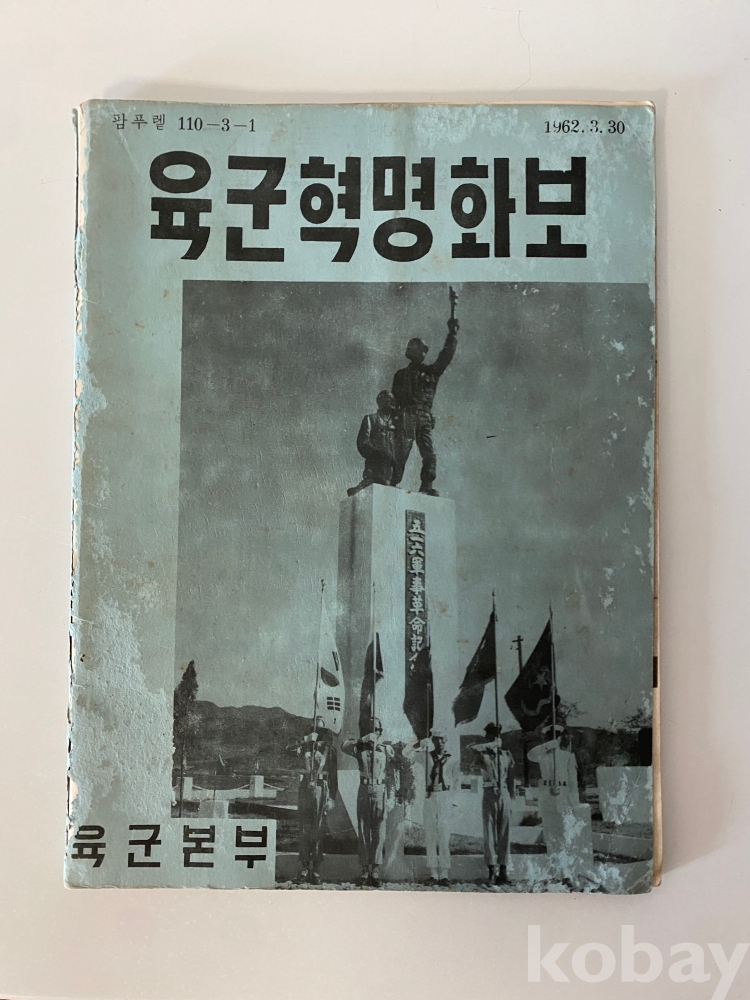 팜푸렡 110-3-1
1962.3.30
육군혁명화보
五一六軍事革命記
육군본부
kobay